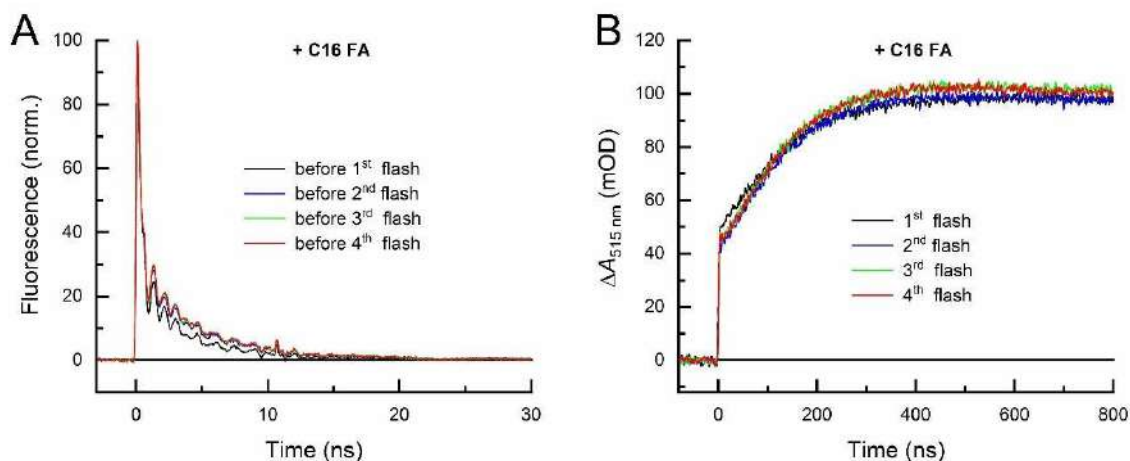 A
+ C16 FA
Fluorescence (norm.)
100
80
60
40
20
0
before 1st flash
before 2nd flash
before 3rd flash
before 4th flash
0
10
20
30
Time (ns)
B
+ C16 FA
ΔA515 nm (mOD)
120
100
80
60
40
20
0
1st flash
2nd flash
3rd flash
4th flash
0
200
400
600
800
Time (ns)